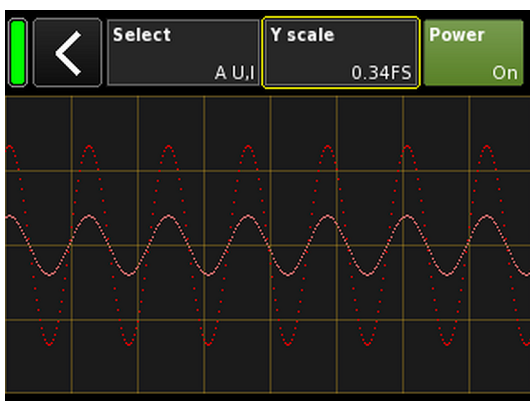 Select
A U,I
Y scale
0.34FS
Power
On